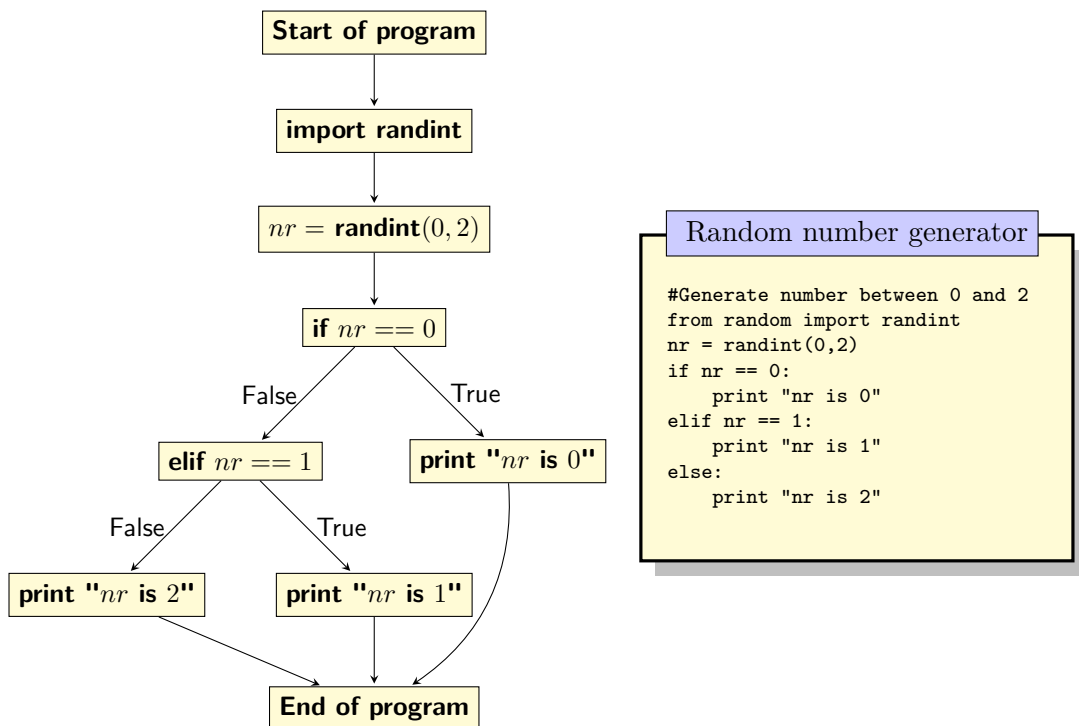 Start of program
import randint
nr = randint(0, 2)
if nr == 0
False
True
elif nr == 1
print "nr is 0"
False
True
print "nr is 2"
print "nr is 1"
End of program
Random number generator
#Generate number between 0 and 2
from random import randint
nr = randint(0,2)
if nr == 0:
    print "nr is 0"
elif nr == 1:
    print "nr is 1"
else:
    print "nr is 2"